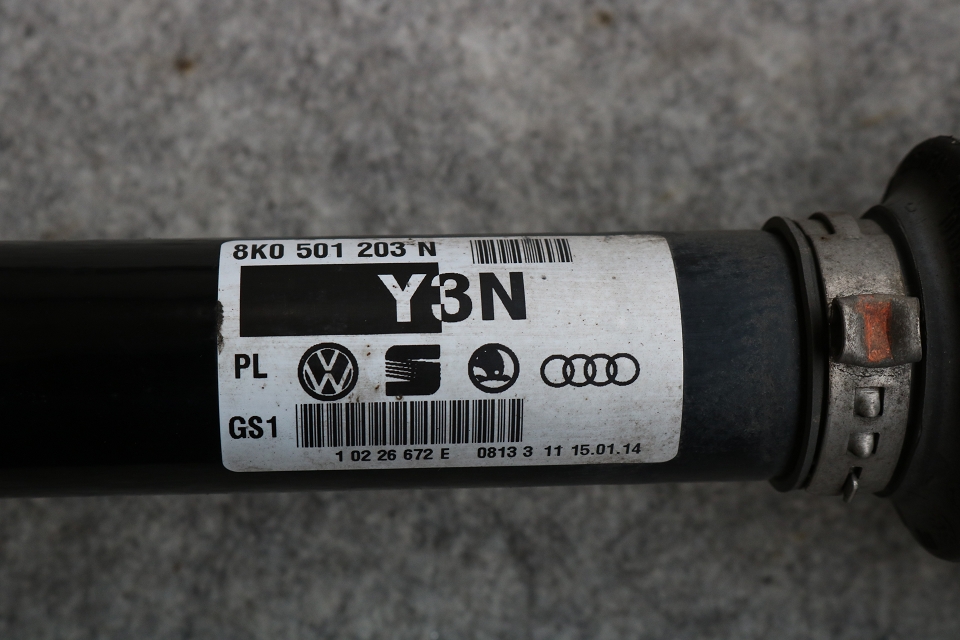 8K0 501 203 N
Y3N
PL
GS1
1 02 26 672 E 0813 3 11 15.01.14